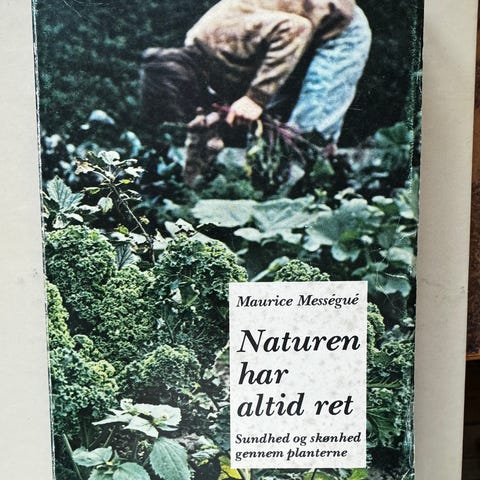 Maurice Mességué
Naturen
har
altid ret
Sundhed og skønhed
gennem planterne